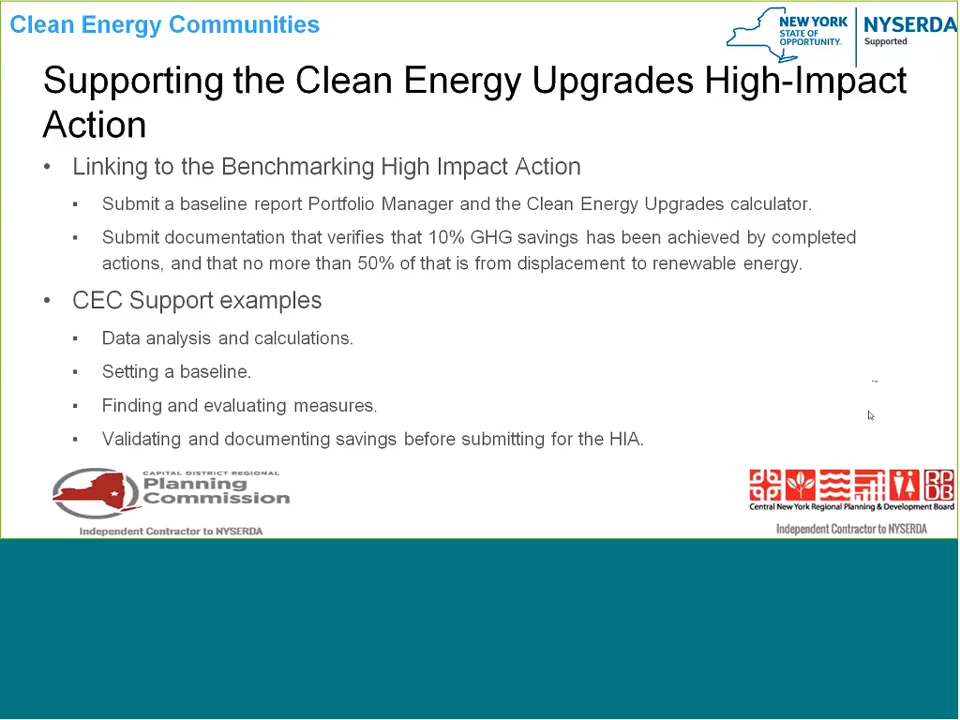 Clean Energy Communities
NEW YORK
STATE OF
OPPORTUNITY.
NYSERDA
Supported
Supporting the Clean Energy Upgrades High-Impact
Action
• Linking to the Benchmarking High Impact Action
▪ Submit a baseline report Portfolio Manager and the Clean Energy Upgrades calculator.
▪ Submit documentation that verifies that 10% GHG savings has been achieved by completed
actions, and that no more than 50% of that is from displacement to renewable energy.
• CEC Support examples
▪ Data analysis and calculations.
▪ Setting a baseline.
▪ Finding and evaluating measures.
▪ Validating and documenting savings before submitting for the HIA.
CAPITAL DISTRICT REGIONAL
Planning
Commission
Independent Contractor to NYSERDA
RP
DB
Central New York Regional Planning & Development Board
Independent Contractor to NYSERDA